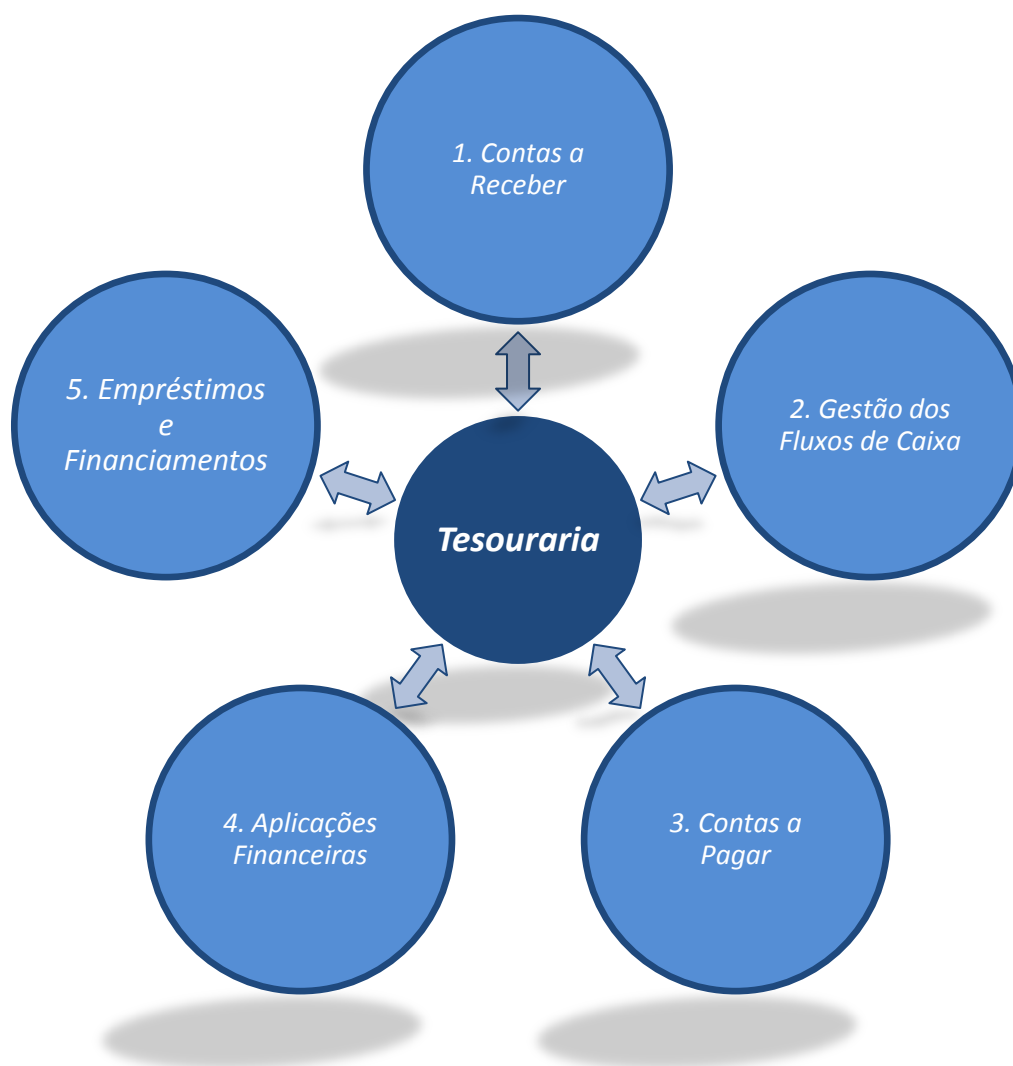 1. Contas a
Receber
2. Gestão dos
Fluxos de Caixa
3. Contas a
Pagar
4. Aplicações
Financeiras
5. Empréstimos
e
Financiamentos
Tesouraria